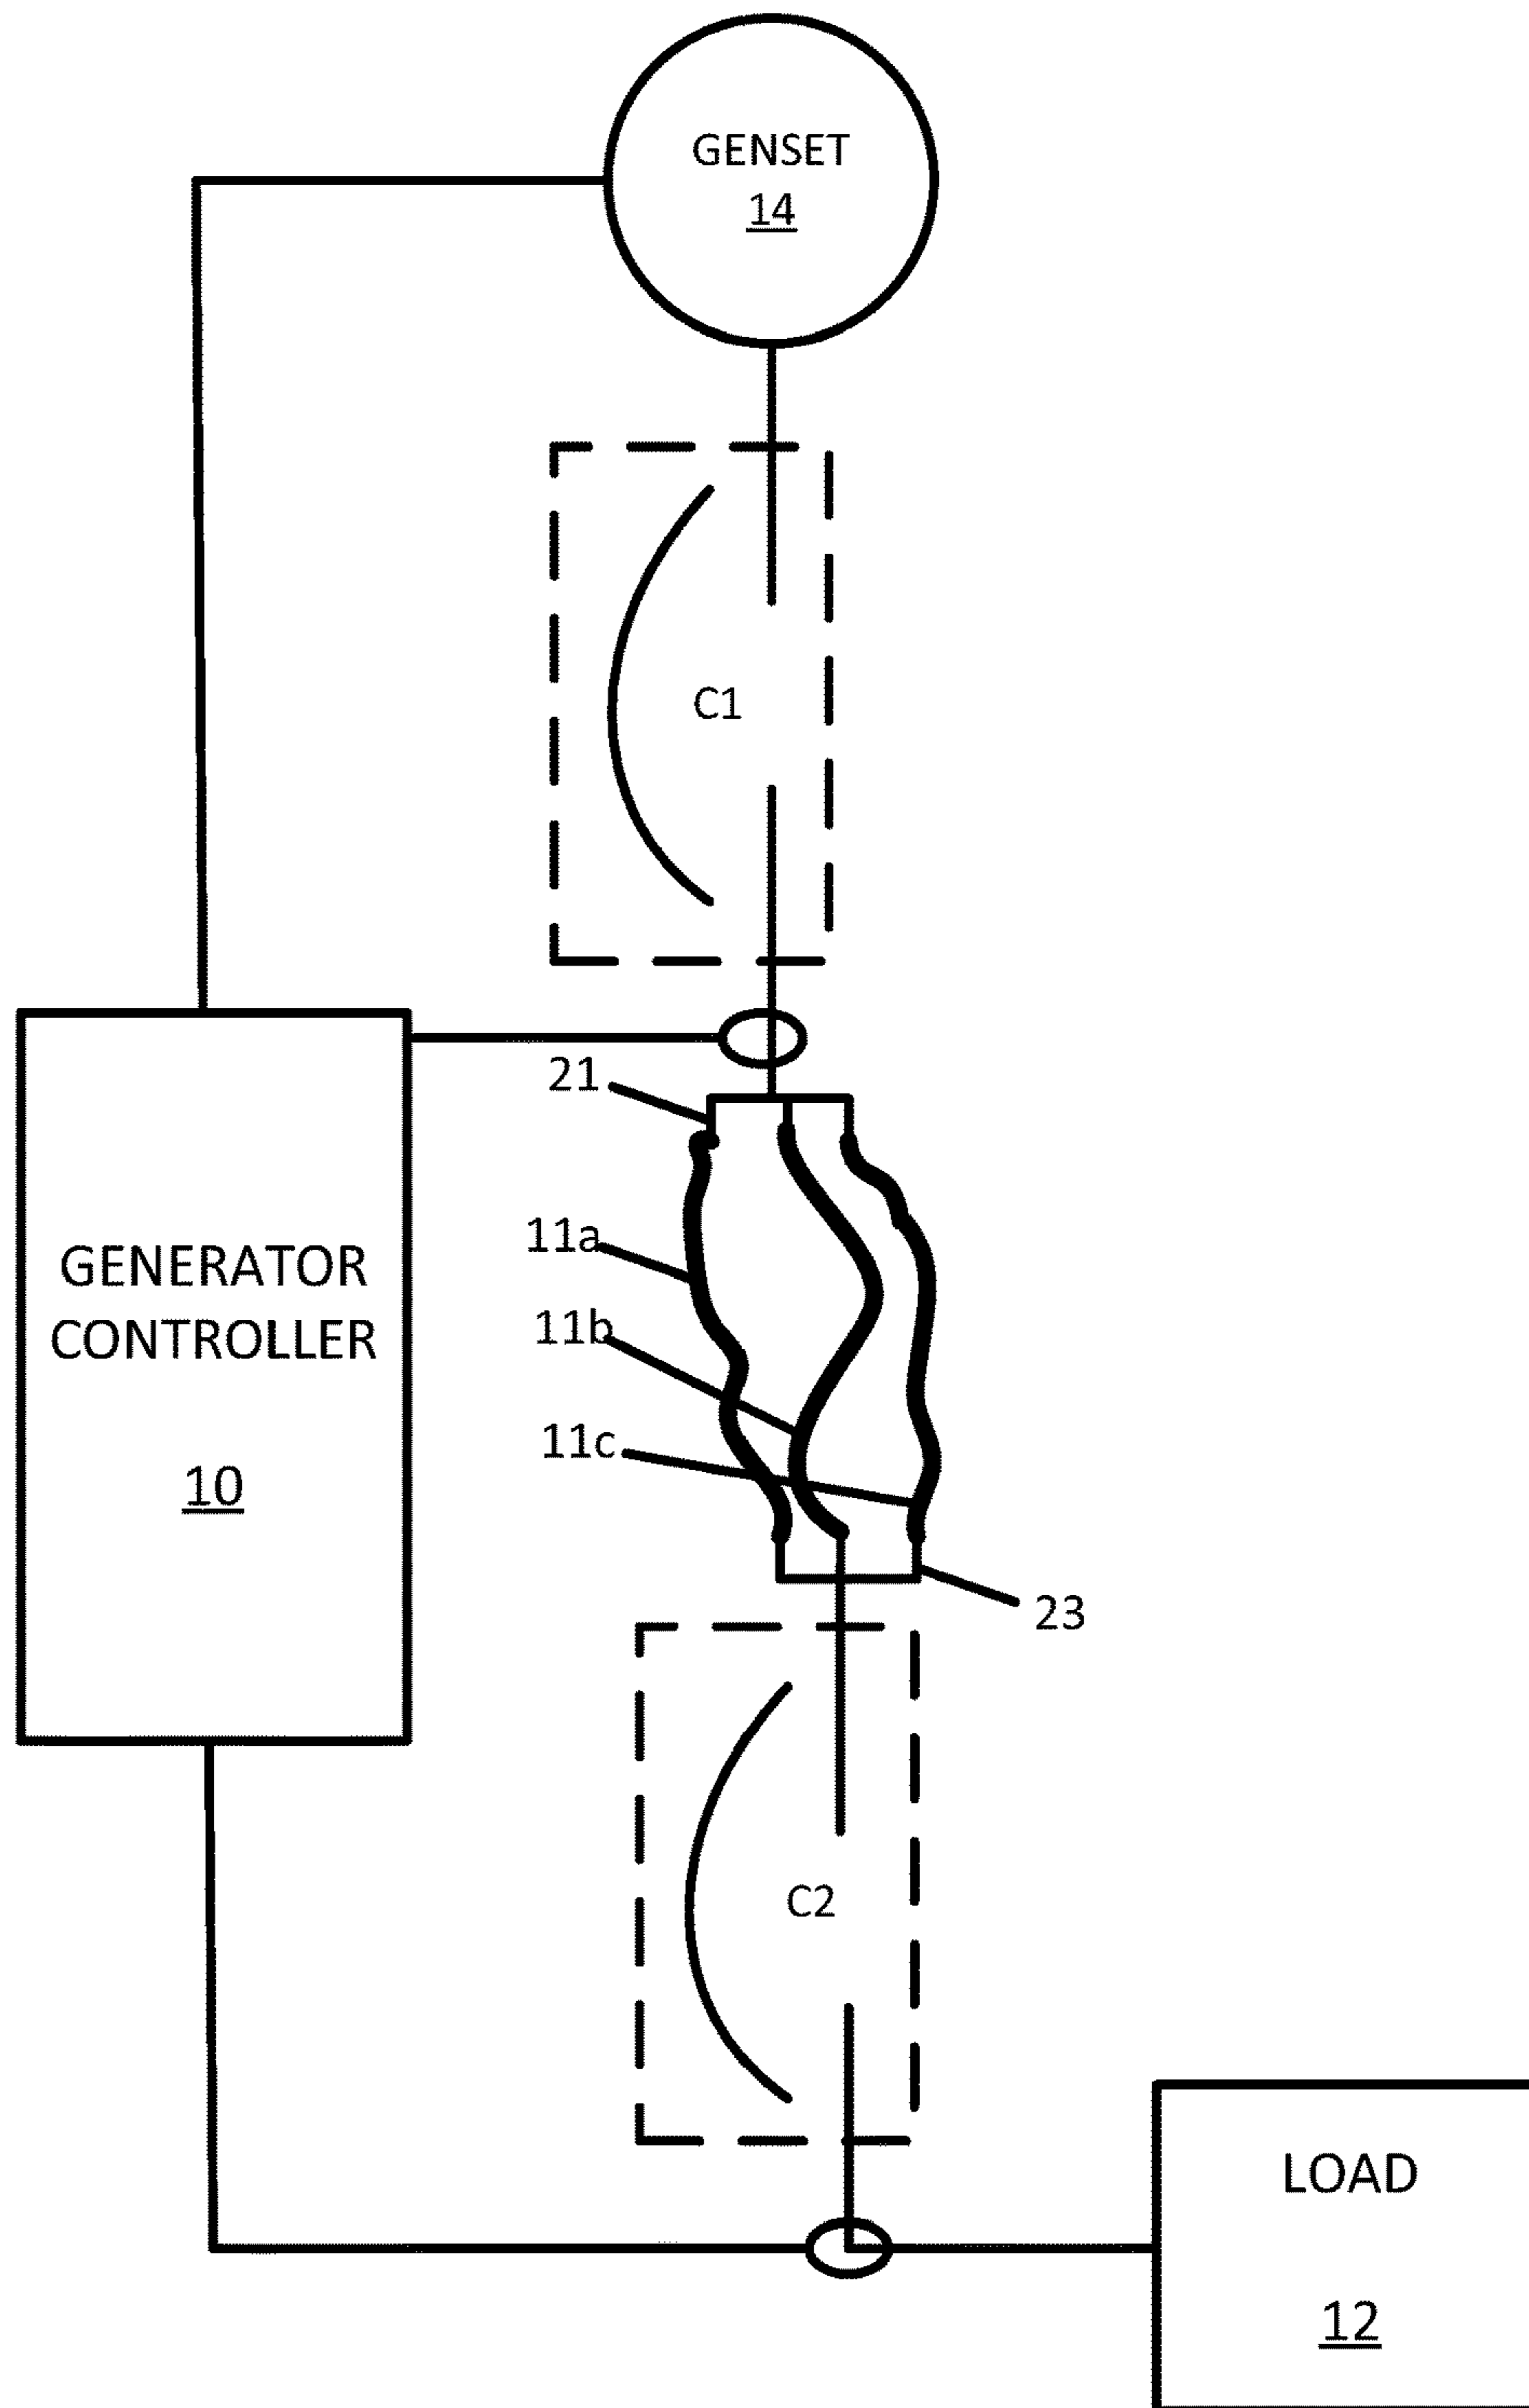 GENSET
14
C1
21
11a
11b
11c
GENERATOR
CONTROLLER
10
23
C2
LOAD
12